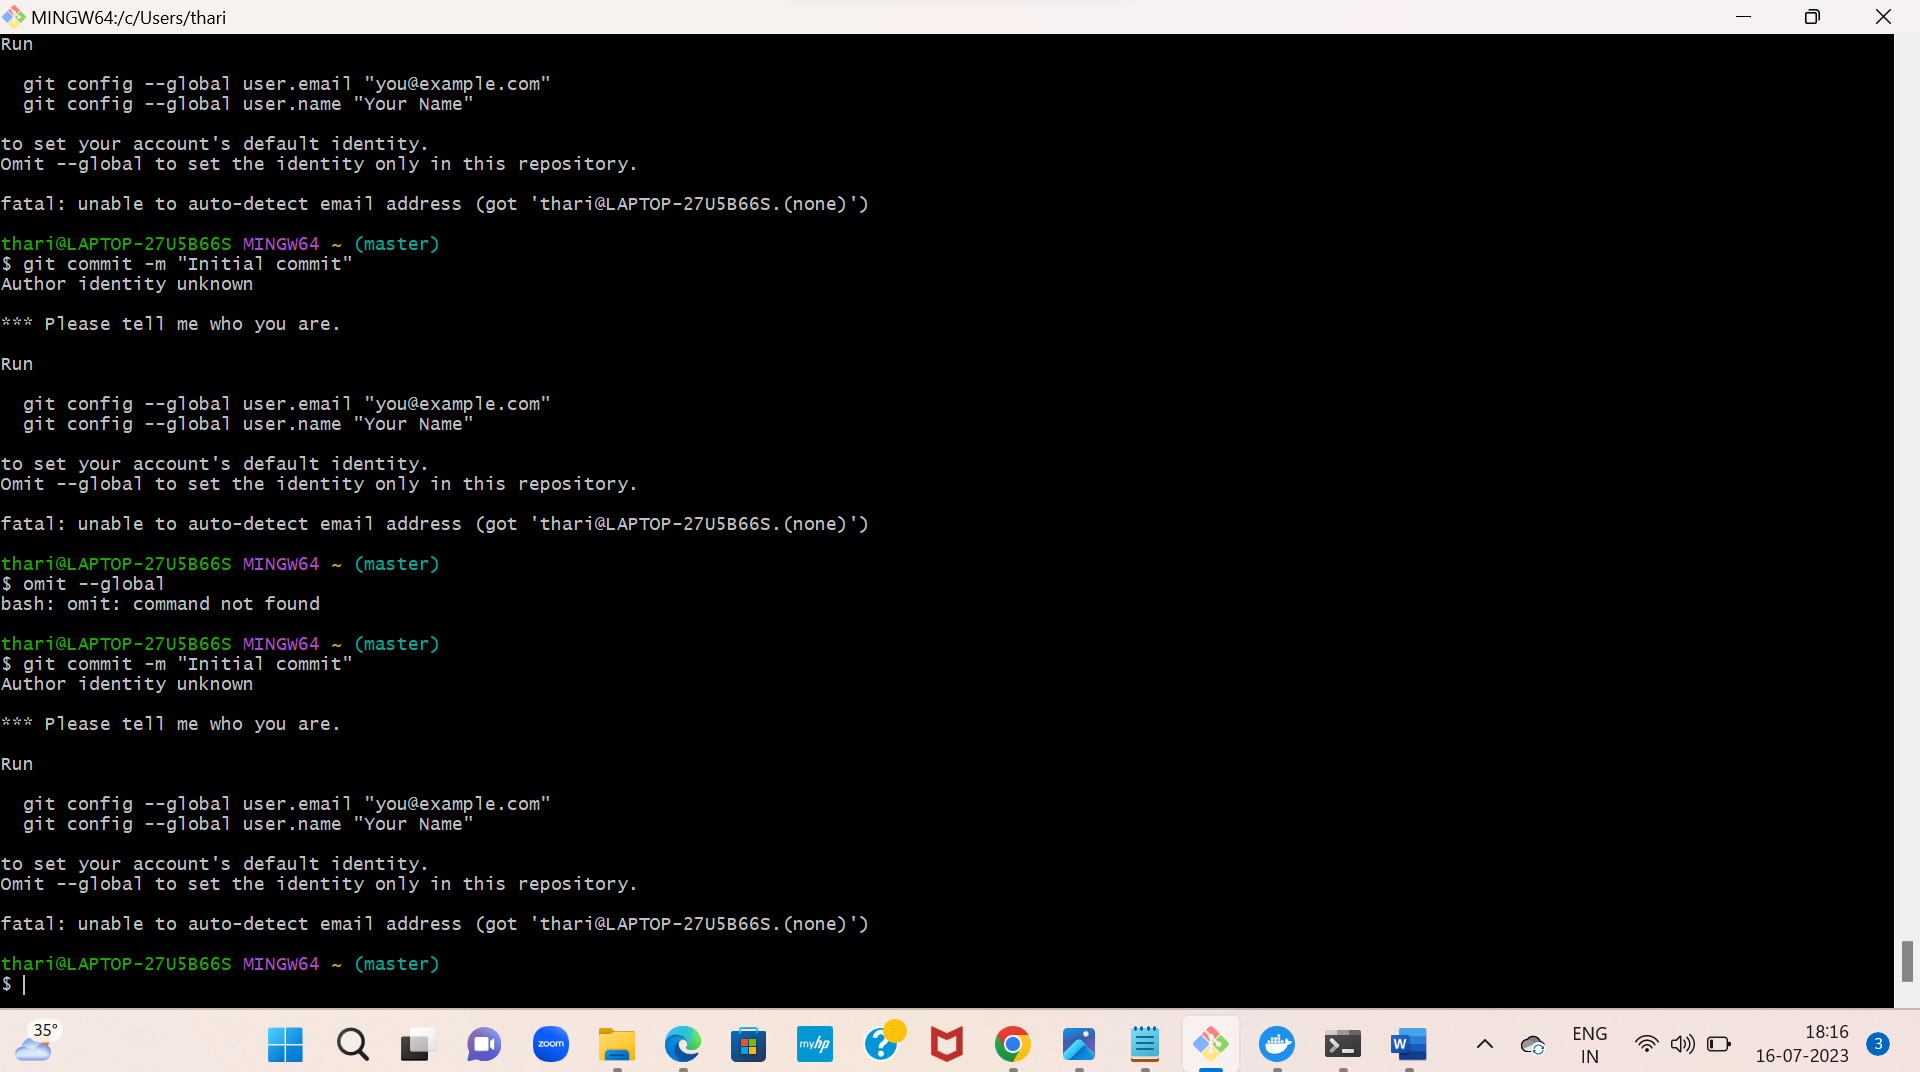 MINGW64:/c/Users/thari
Run
git config --global user.email "you@example.com"
git config --global user.name "Your Name"
to set your account's default identity.
Omit --global to set the identity only in this repository.
fatal: unable to auto-detect email address (got 'thari@LAPTOP-27U5B66S.(none)')
thari@LAPTOP-27U5B66S MINGW64 ~ (master)
$ git commit -m "Initial commit"
Author identity unknown
*** Please tell me who you are.
Run
git config --global user.email "you@example.com"
git config --global user.name "Your Name"
to set your account's default identity.
Omit --global to set the identity only in this repository.
fatal: unable to auto-detect email address (got 'thari@LAPTOP-27U5B66S.(none)')
thari@LAPTOP-27U5B66S MINGW64 ~ (master)
$ omit --global
bash: omit: command not found
thari@LAPTOP-27U5B66S MINGW64 ~ (master)
$ git commit -m "Initial commit"
Author identity unknown
*** Please tell me who you are.
Run
git config --global user.email "you@example.com"
git config --global user.name "Your Name"
to set your account's default identity.
Omit --global to set the identity only in this repository.
fatal: unable to auto-detect email address (got 'thari@LAPTOP-27U5B66S.(none)')
thari@LAPTOP-27U5B66S MINGW64 ~ (master)
$
35°
zoom
myhp
?
W
ENG
IN
18:16
16-07-2023
3